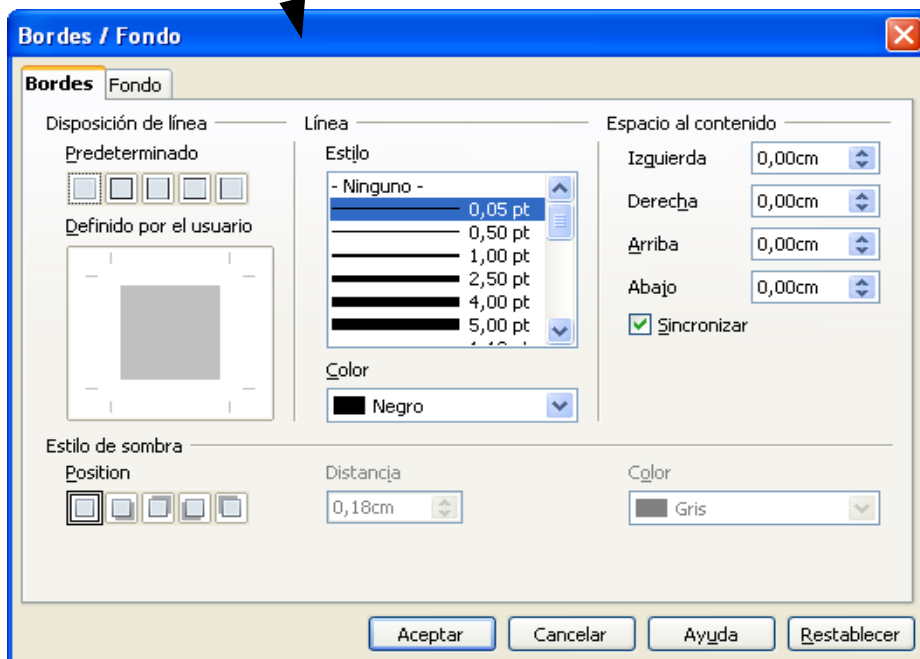 Bordes / Fondo
Bordes Fondo
Disposición de línea
Predeterminado
Definido por el usuario
Línea
Estilo
- Ninguno -
0,05 pt
0,50 pt
1,00 pt
2,50 pt
4,00 pt
5,00 pt
Color
Negro
Espacio al contenido
Izquierda 0,00cm
Derecha 0,00cm
Arriba 0,00cm
Abajo 0,00cm
Sincronizar
Estilo de sombra
Position
Distancia
0,18cm
Color
Gris
Aceptar Cancelar Ayuda Restablecer